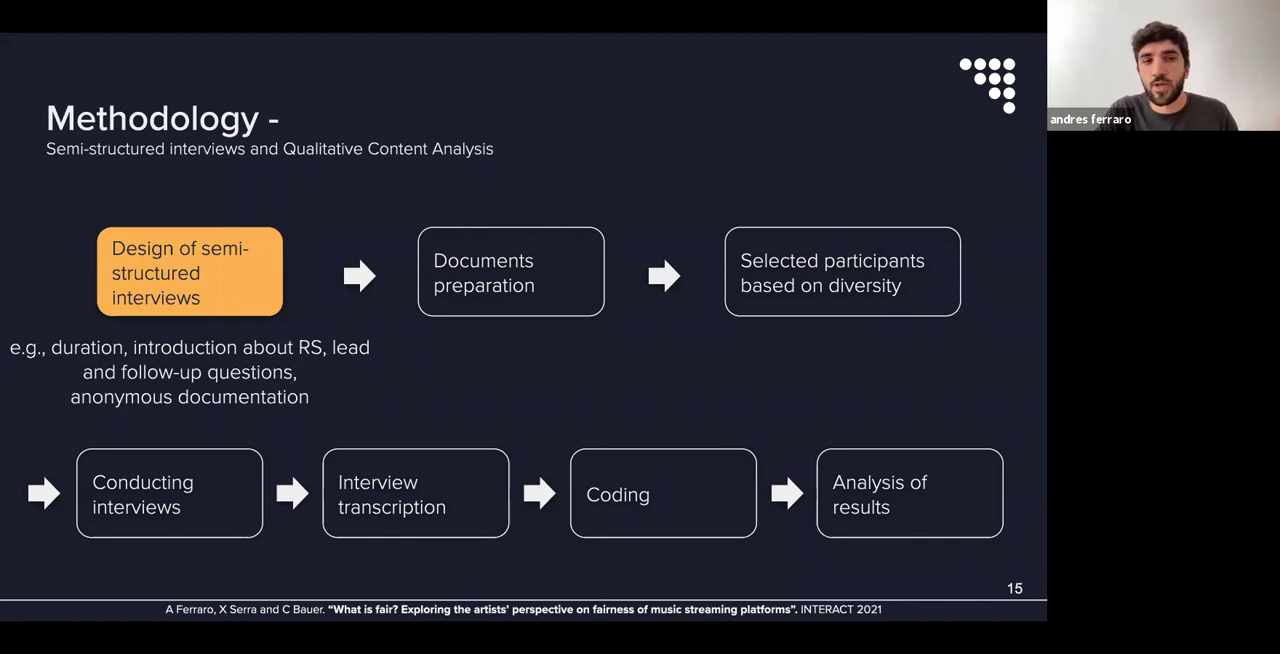 Methodology -
Semi-structured interviews and Qualitative Content Analysis
Design of semi-
structured
interviews
Documents
preparation
Selected participants
based on diversity
e.g., duration, introduction about RS, lead
and follow-up questions,
anonymous documentation
Conducting
interviews
Interview
transcription
Coding
Analysis of
results
15
A Ferraro, X Serra and C Bauer. “What is fair? Exploring the artists’ perspective on fairness of music streaming platforms”. INTERACT 2021
andres ferraro